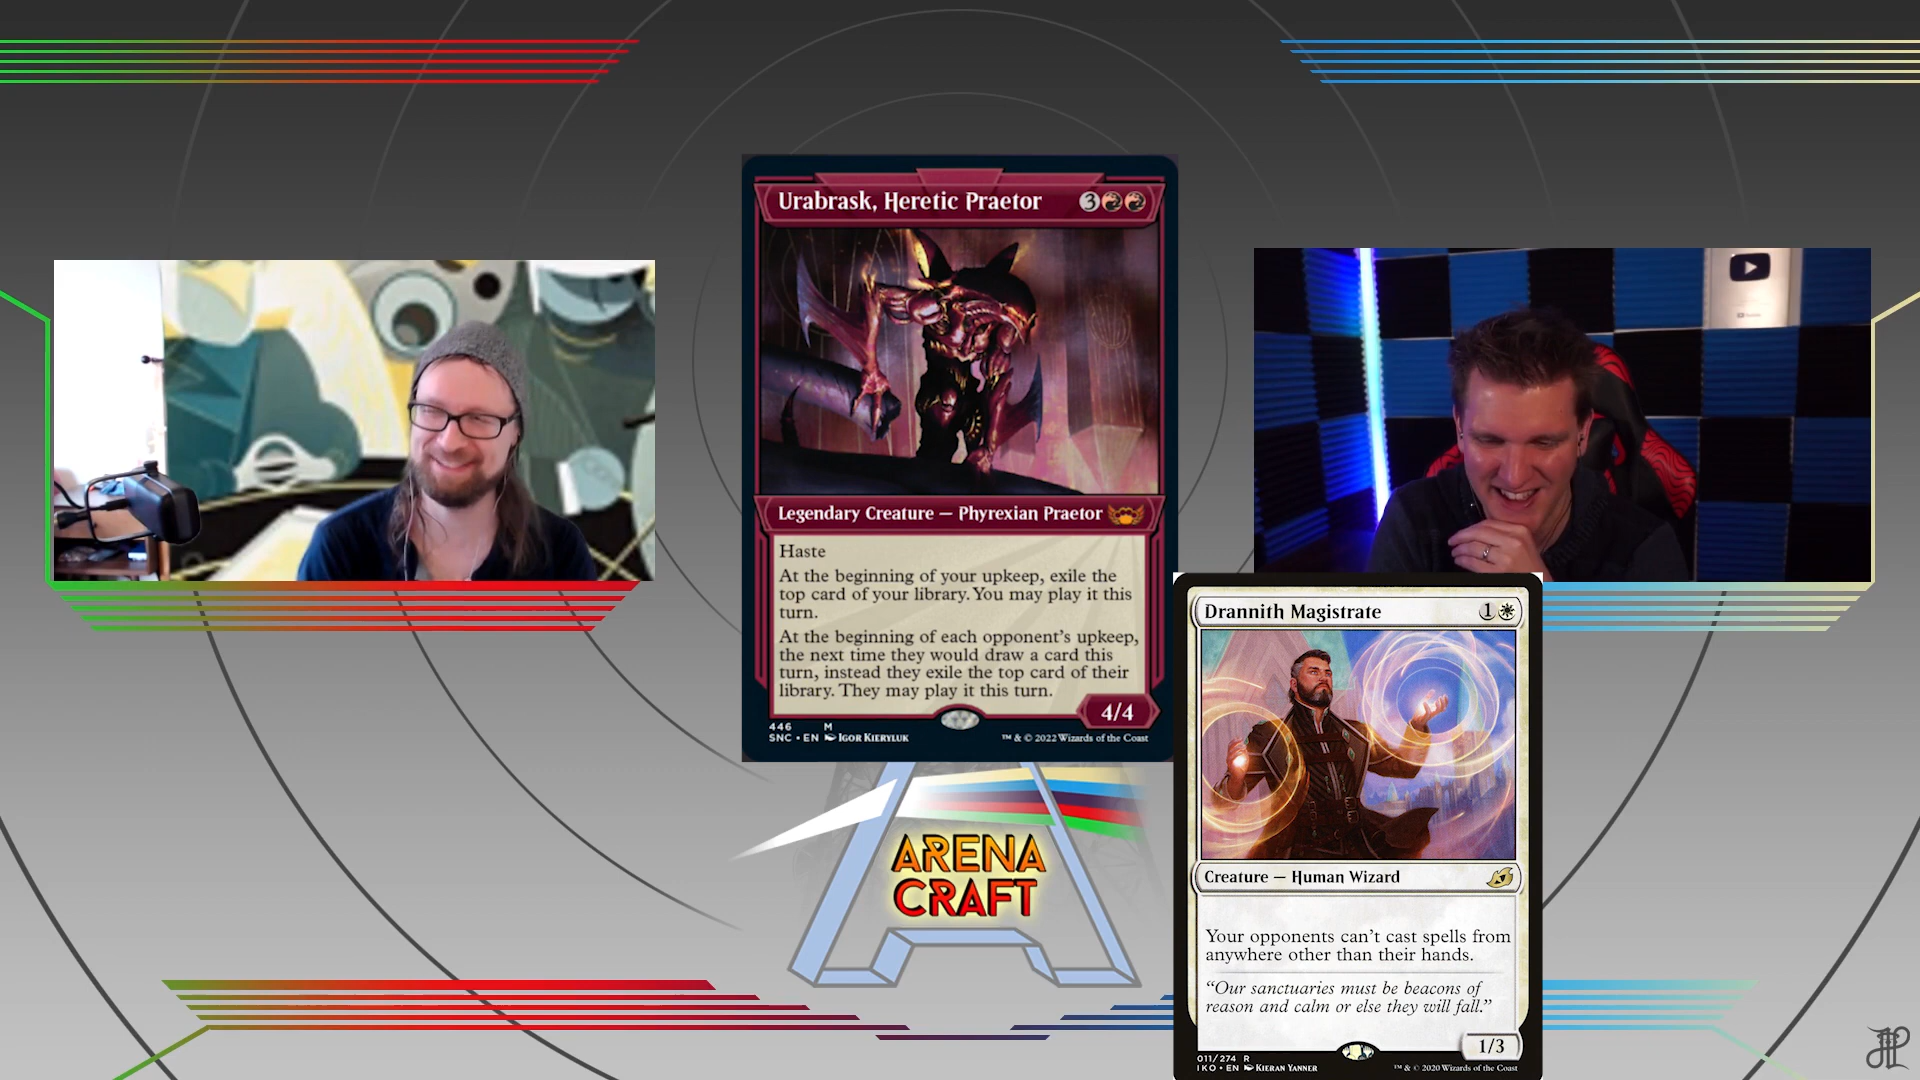 Urabrask, Heretic Praetor 3
Legendary Creature — Phyrexian Praetor
Haste
At the beginning of your upkeep, exile the
top card of your library. You may play it this
turn.
At the beginning of each opponent's upkeep,
the next time they would draw a card this
turn, instead they exile the top card of their
library. They may play it this turn.
4/4
446 M
SNC • EN IGOR KIERYLUK
™ & © 2022 Wizards of the Coast
Drannith Magistrate 1
Creature — Human Wizard
Your opponents can't cast spells from
anywhere other than their hands.
"Our sanctuaries must be beacons of
reason and calm or else they will fall."
1/3
011/274 R
IKO • EN KIERAN YANNER
™ & © 2020 Wizards of the Coast
ARENA
CRAFT